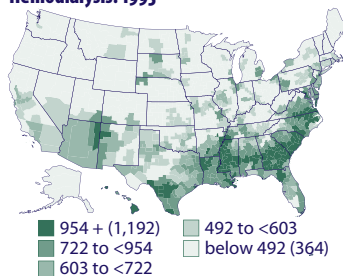 Hemodialysis: 1995
954 + (1,192)
722 to <954
603 to <722
492 to <603
below 492 (364)